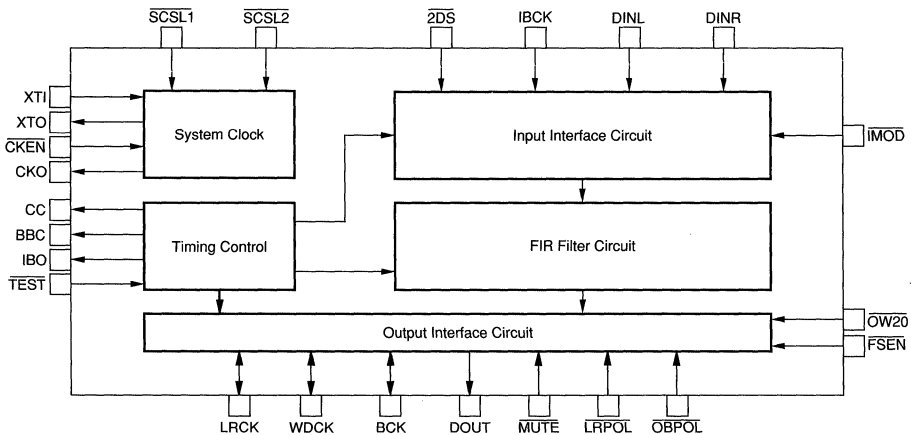 SCSL1 SCSL2 2DS IBCK DINL DINR
XTI
XTO
CKEN
CKO
System Clock
Input Interface Circuit
IMOD
CC
BBC
IBO
TEST
Timing Control
FIR Filter Circuit
Output Interface Circuit
OW20
FSEN
LRCK WDCK BCK DOUT MUTE LRPOL OBPOL